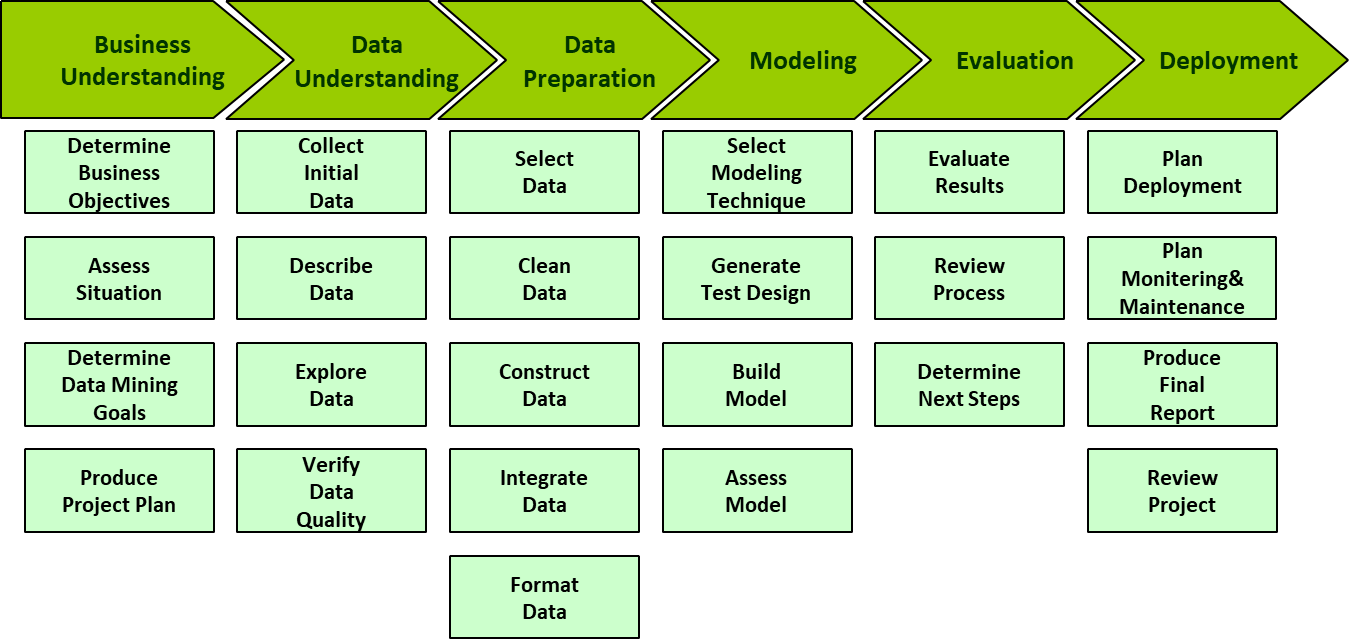 Business
Understanding
Data
Understanding
Data
Preparation
Modeling
Evaluation
Deployment
Determine
Business
Objectives
Assess
Situation
Determine
Data Mining
Goals
Produce
Project Plan
Collect
Initial
Data
Describe
Data
Explore
Data
Verify
Data
Quality
Select
Data
Clean
Data
Construct
Data
Integrate
Data
Format
Data
Select
Modeling
Technique
Generate
Test Design
Build
Model
Assess
Model
Evaluate
Results
Review
Process
Determine
Next Steps
Plan
Deployment
Plan
Monitering&
Maintenance
Produce
Final
Report
Review
Project